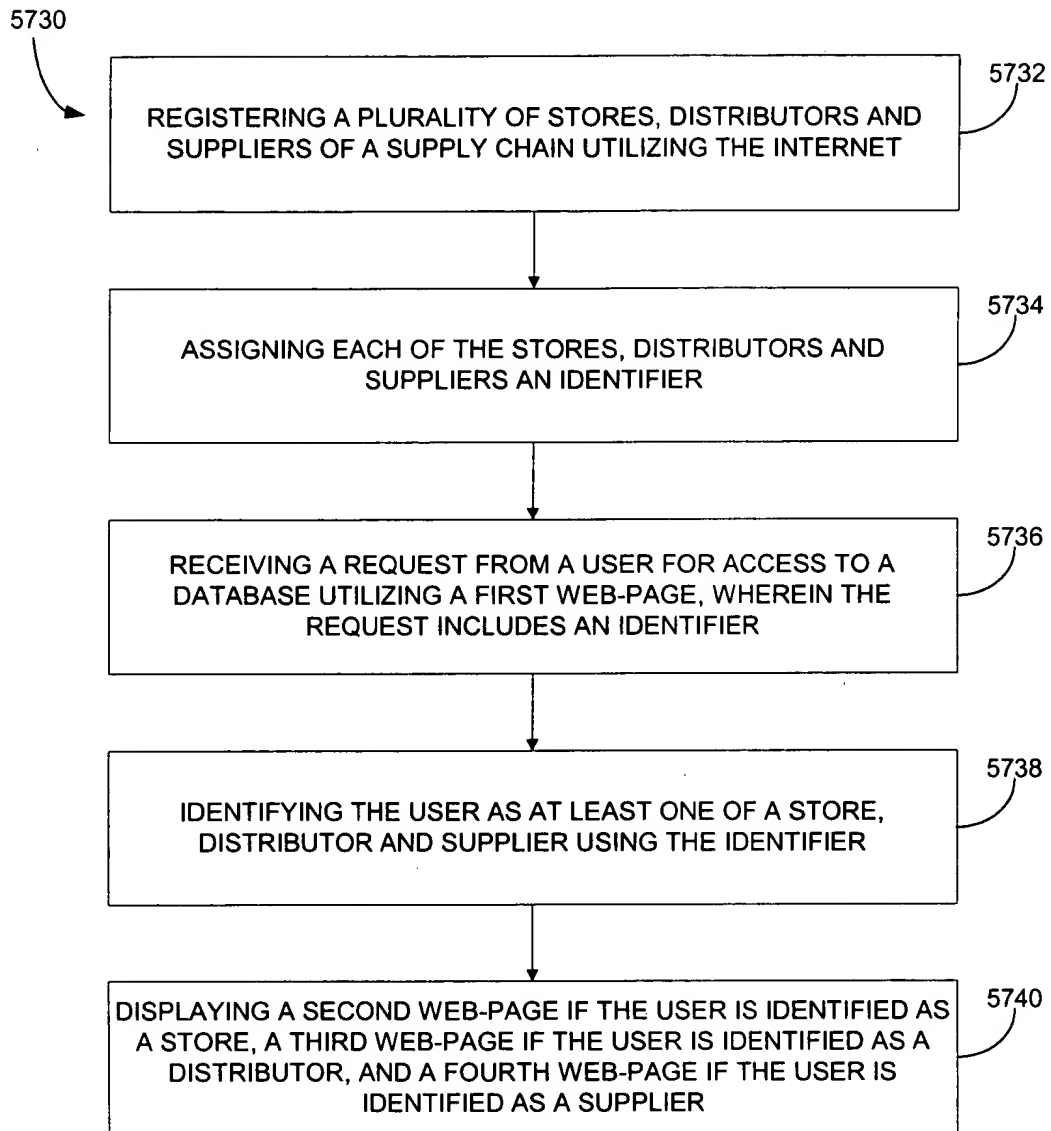 5730
5732
REGISTERING A PLURALITY OF STORES, DISTRIBUTORS AND
SUPPLIERS OF A SUPPLY CHAIN UTILIZING THE INTERNET
5734
ASSIGNING EACH OF THE STORES, DISTRIBUTORS AND
SUPPLIERS AN IDENTIFIER
5736
RECEIVING A REQUEST FROM A USER FOR ACCESS TO A
DATABASE UTILIZING A FIRST WEB-PAGE, WHEREIN THE
REQUEST INCLUDES AN IDENTIFIER
5738
IDENTIFYING THE USER AS AT LEAST ONE OF A STORE,
DISTRIBUTOR AND SUPPLIER USING THE IDENTIFIER
5740
DISPLAYING A SECOND WEB-PAGE IF THE USER IS IDENTIFIED AS
A STORE, A THIRD WEB-PAGE IF THE USER IS IDENTIFIED AS A
DISTRIBUTOR, AND A FOURTH WEB-PAGE IF THE USER IS
IDENTIFIED AS A SUPPLIER